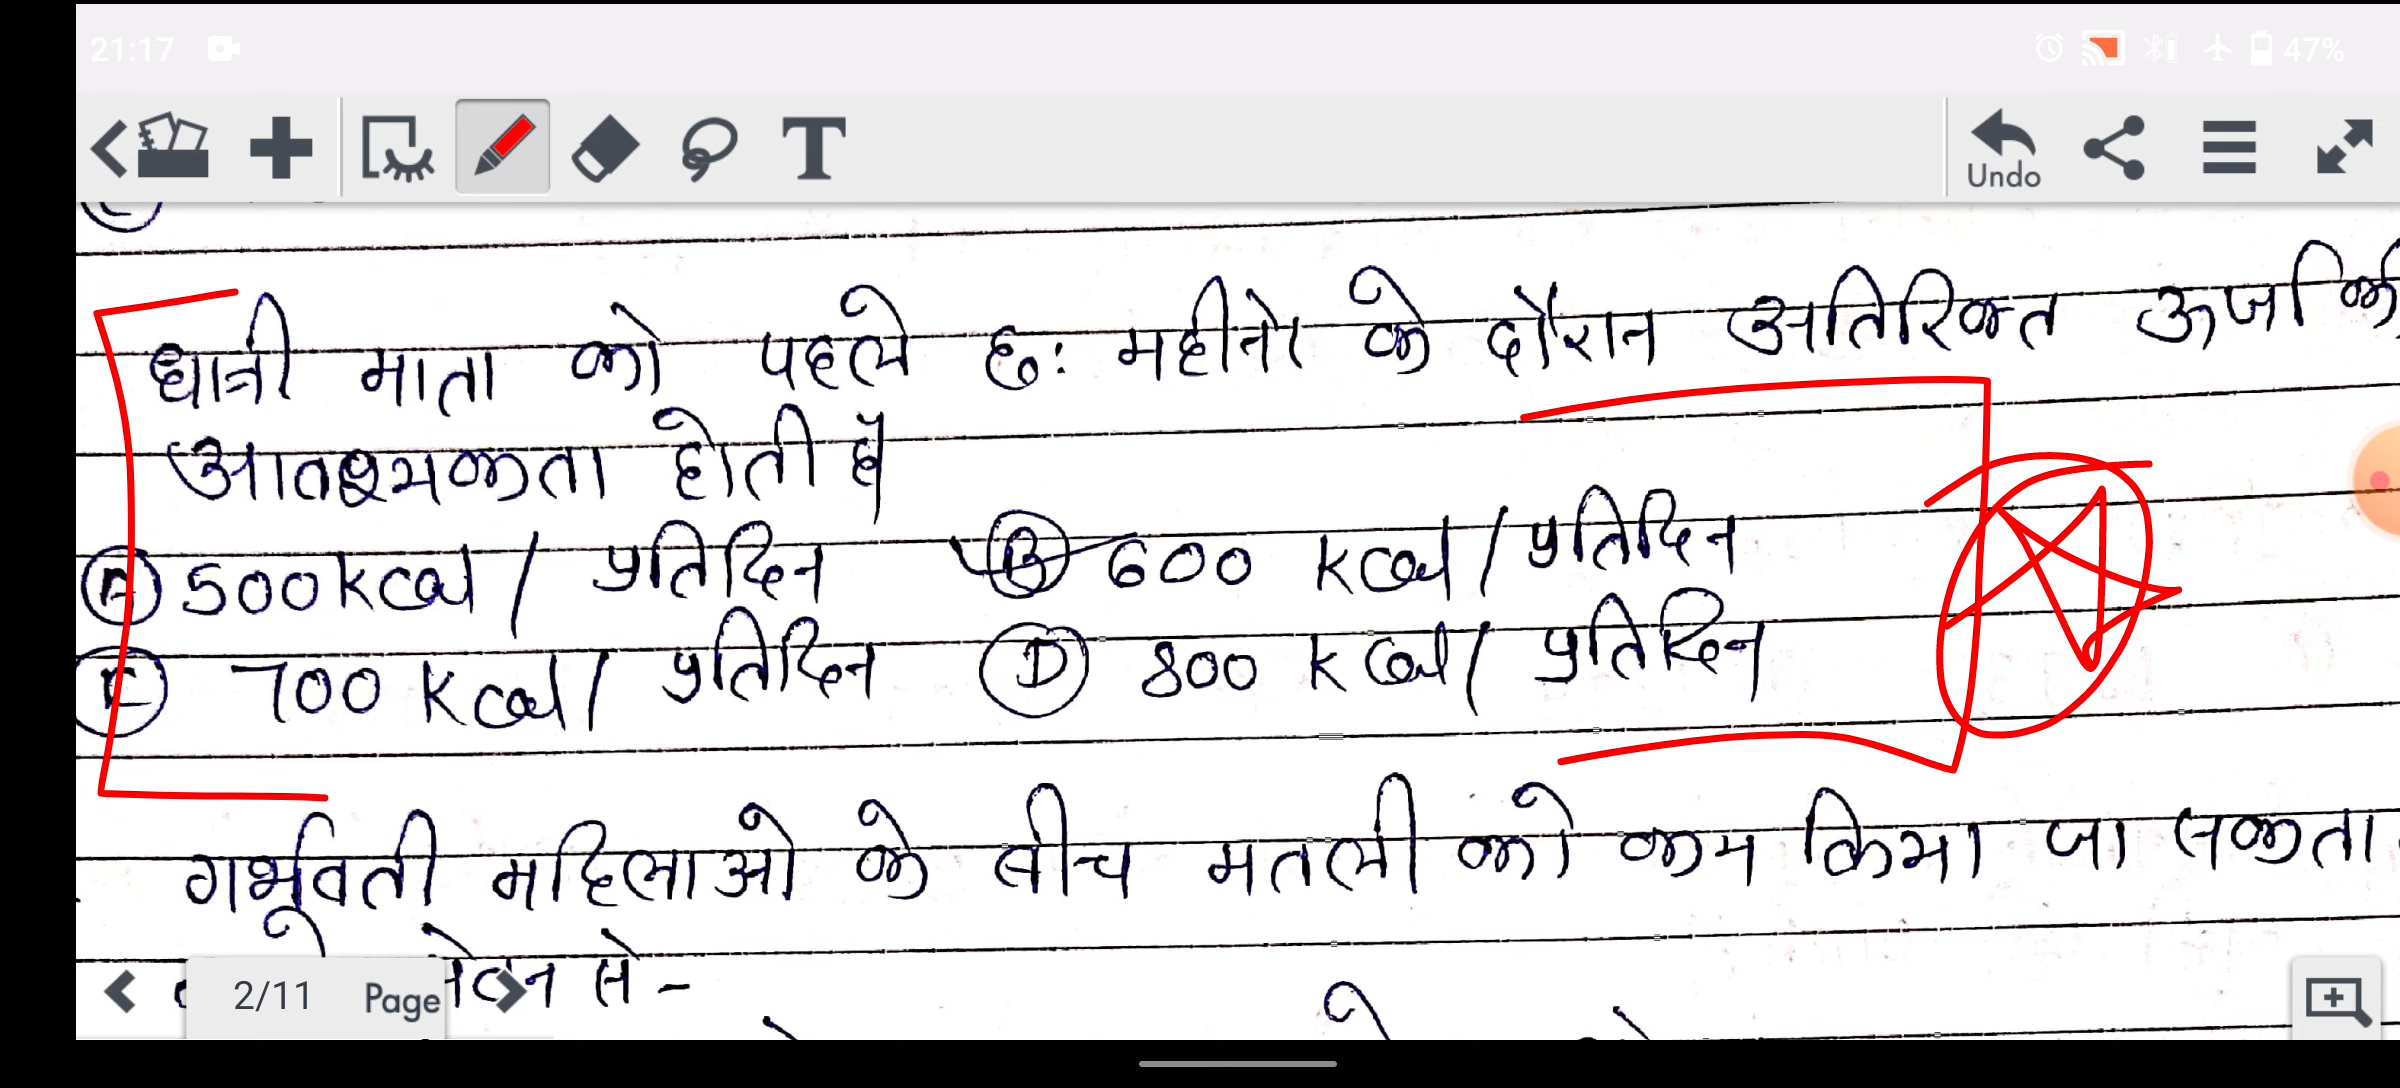 21:17 47%
Undo
धात्री माता को पहले छः महीनो के दौरान अतिरिक्त ऊर्जा की
आवश्यकता होती है
(A) 500 kcal / प्रतिदिन (B) 600 kcal / प्रतिदिन
(C) 700 kcal / प्रतिदिन (D) 800 kcal / प्रतिदिन
गर्भवती महिलाओ के बीच मतली को कम किया जा सकता
से -
2/11 Page